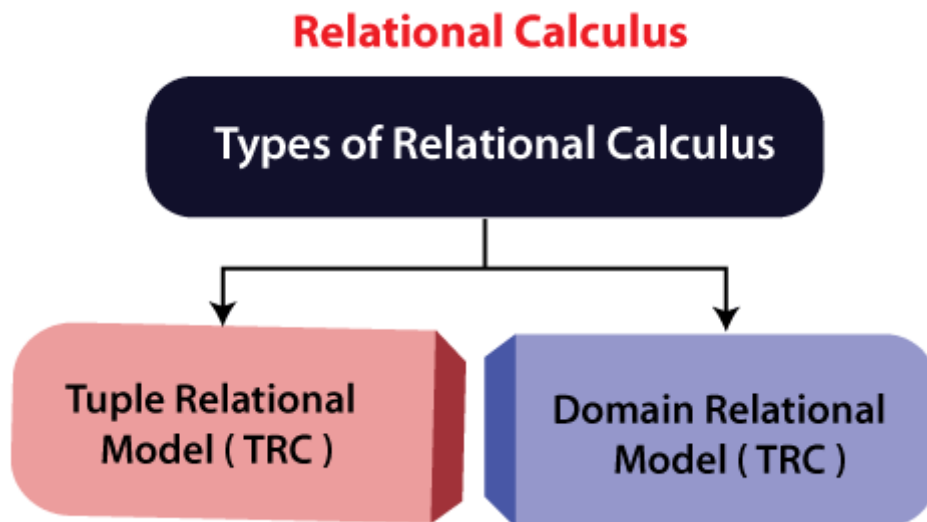 Relational Calculus
Types of Relational Calculus
Tuple Relational
Model ( TRC )
Domain Relational
Model ( TRC )